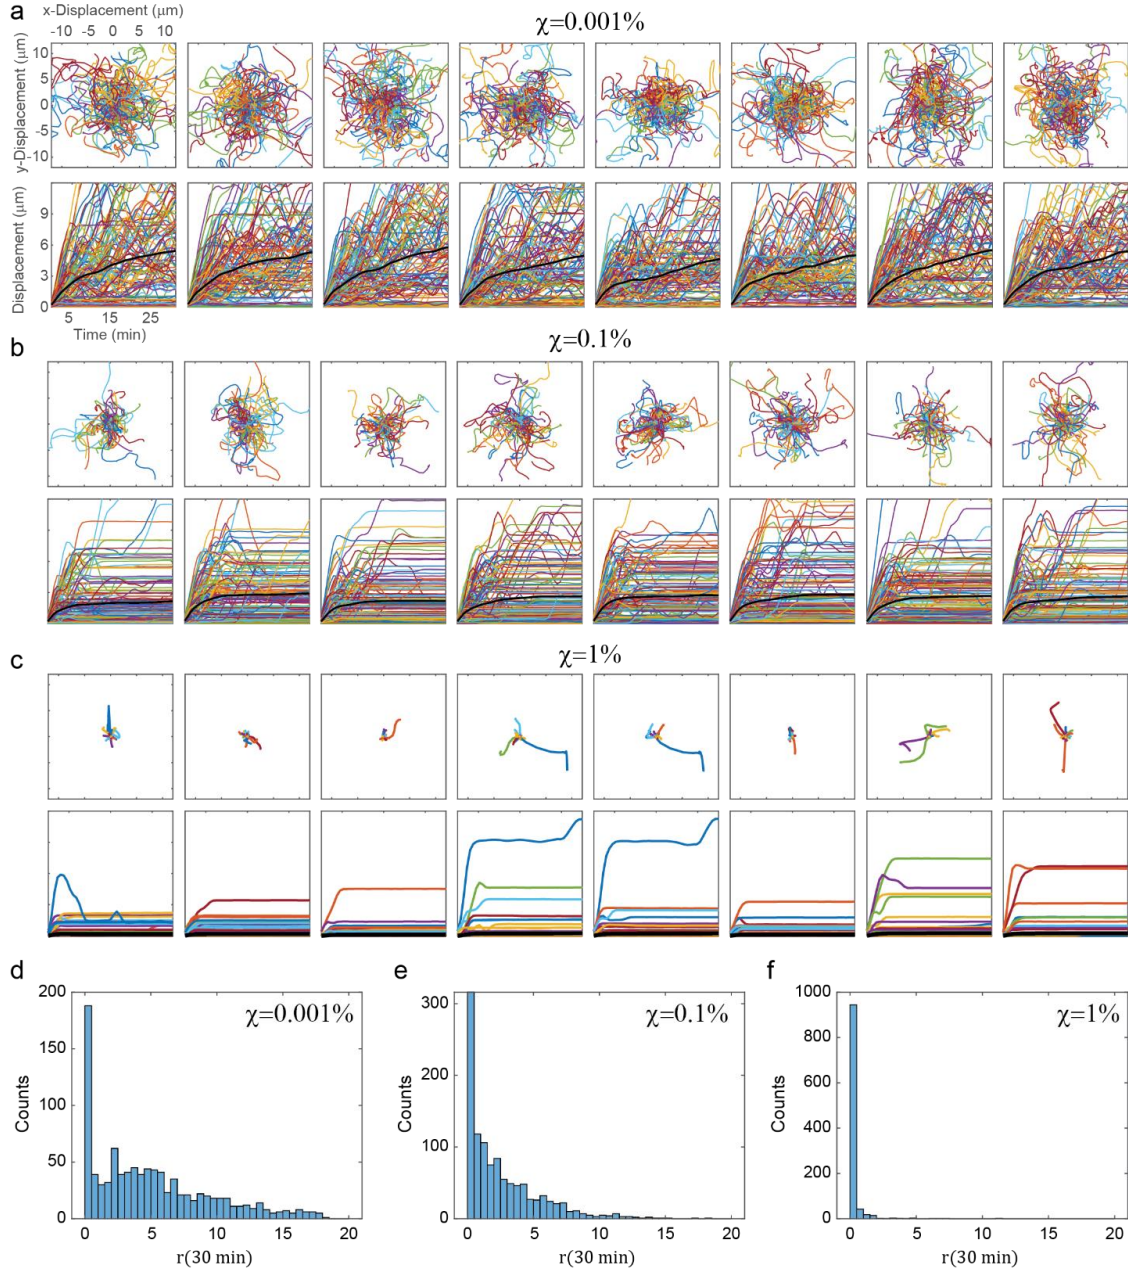 a
x-Displacement (μm)
-10 -5 0 5 10
χ=0.001%
y-Displacement (μm)
10
5
0
-5
-10
Displacement (μm)
9
6
3
0
5 15 25
Time (min)
b
χ=0.1%
c
χ=1%
d
χ=0.001%
Counts
200
150
100
50
0
0 5 10 15 20
r(30 min)
e
χ=0.1%
Counts
300
200
100
0
0 5 10 15 20
r(30 min)
f
χ=1%
Counts
1000
800
600
400
200
0
0 5 10 15 20
r(30 min)